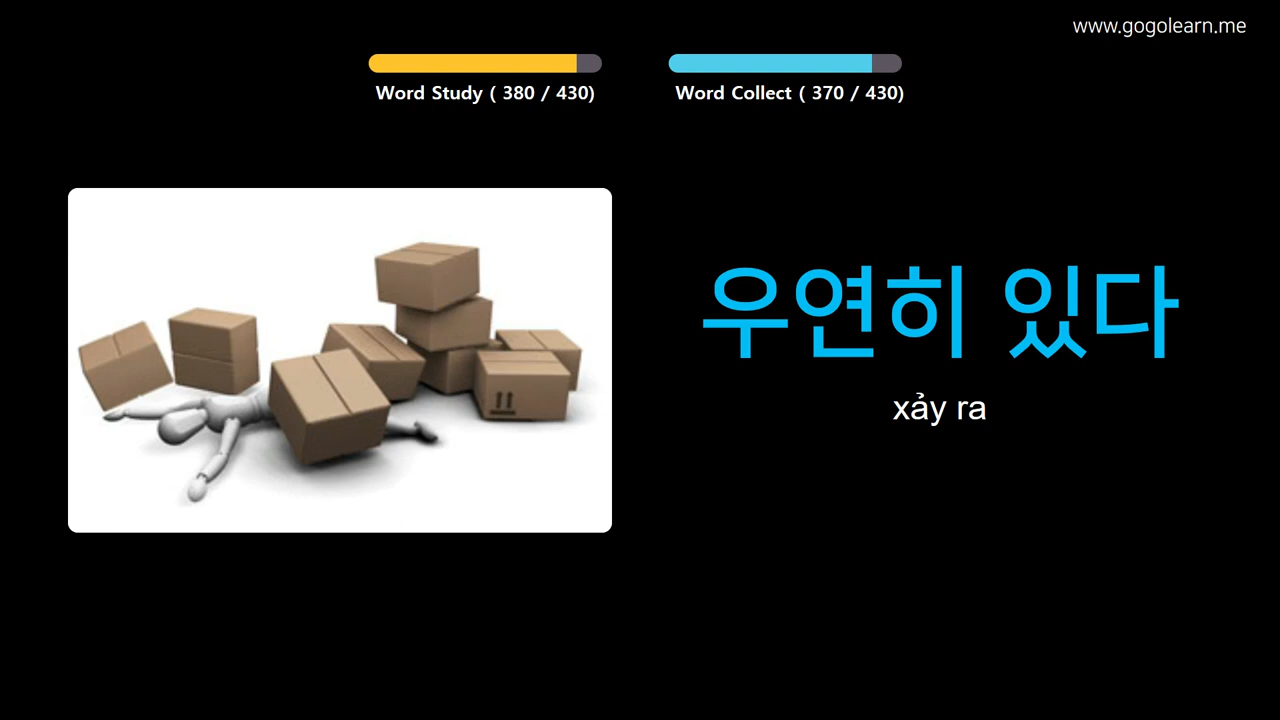 www.gogolearn.me
Word Study ( 380 / 430)
Word Collect ( 370 / 430)
우연히 있다
xảy ra